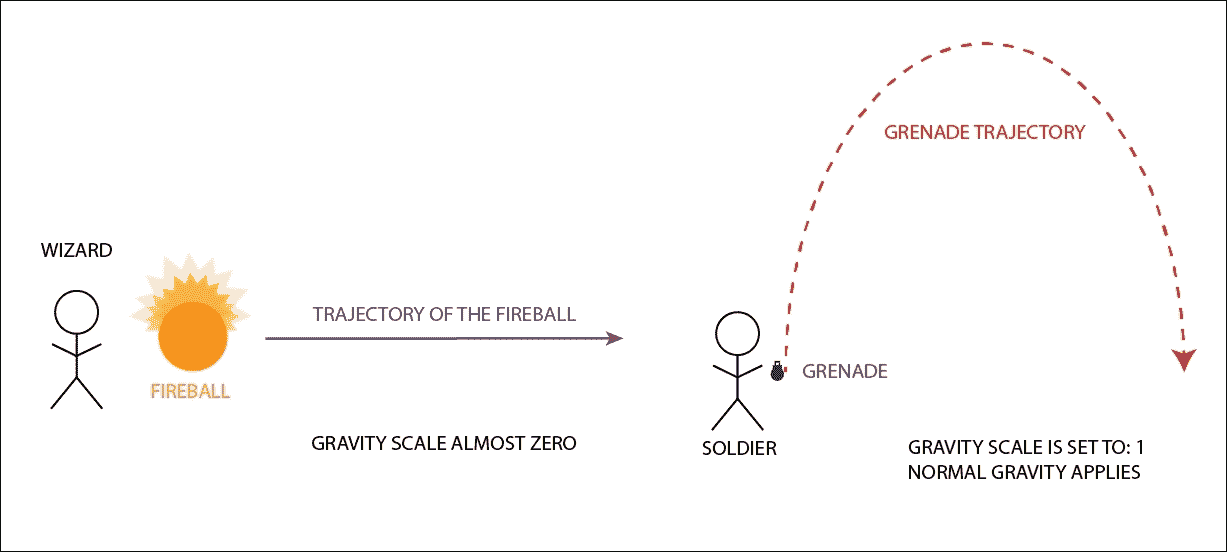 WIZARD
FIREBALL
TRAJECTORY OF THE FIREBALL
GRAVITY SCALE ALMOST ZERO
GRENADE TRAJECTORY
GRENADE
SOLDIER
GRAVITY SCALE IS SET TO: 1
NORMAL GRAVITY APPLIES